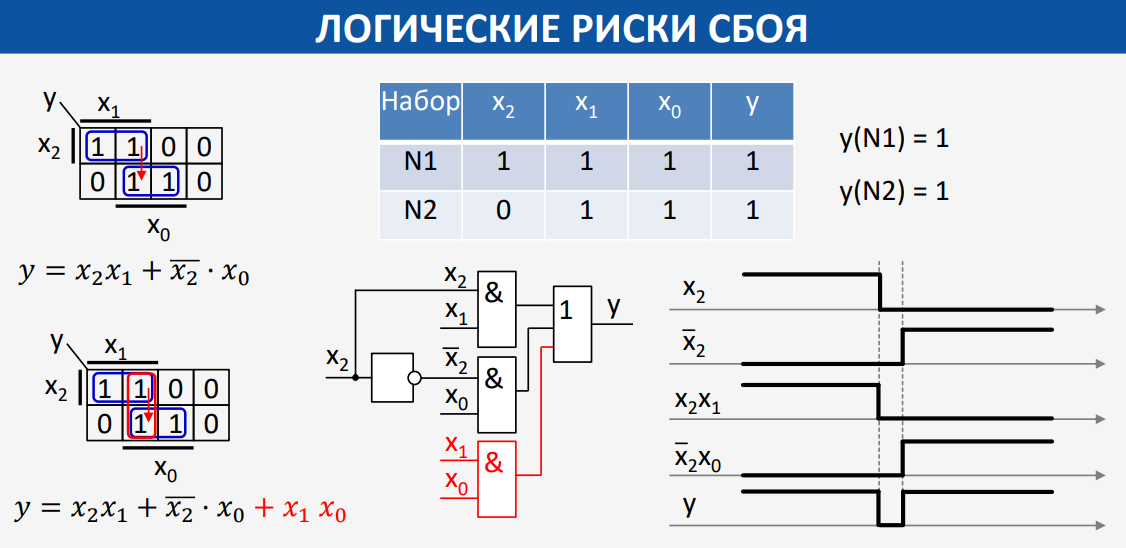 ЛОГИЧЕСКИЕ РИСКИ СБОЯ
y
x₁
x₂
1 1 0 0
0 1 1 0
x₀
y = x₂x₁ + x̅₂ · x₀
Набор x₂ x₁ x₀ y
N1 1 1 1 1
N2 0 1 1 1
y(N1) = 1
y(N2) = 1
y
x₁
x₂
1 1 0 0
0 1 1 0
x₀
y = x₂x₁ + x̅₂ · x₀ + x₁ x₀
x₂
&
x₁
1
y
x₂
x̅₂
&
x₀
x₁
&
x₀
x₂
x̅₂
x₂x₁
x̅₂x₀
y